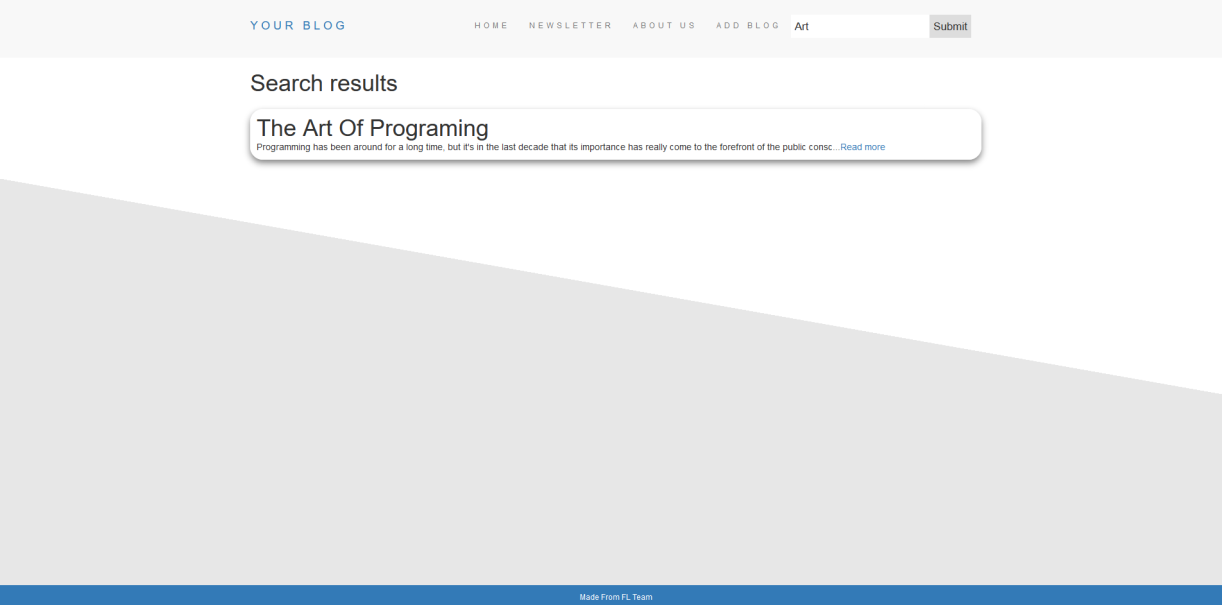 YOUR BLOG HOME NEWSLETTER ABOUT US ADD BLOG Art Submit
Search results
The Art Of Programing
Programming has been around for a long time, but it's in the last decade that its importance has really come to the forefront of the public consc...Read more
Made From FL Team